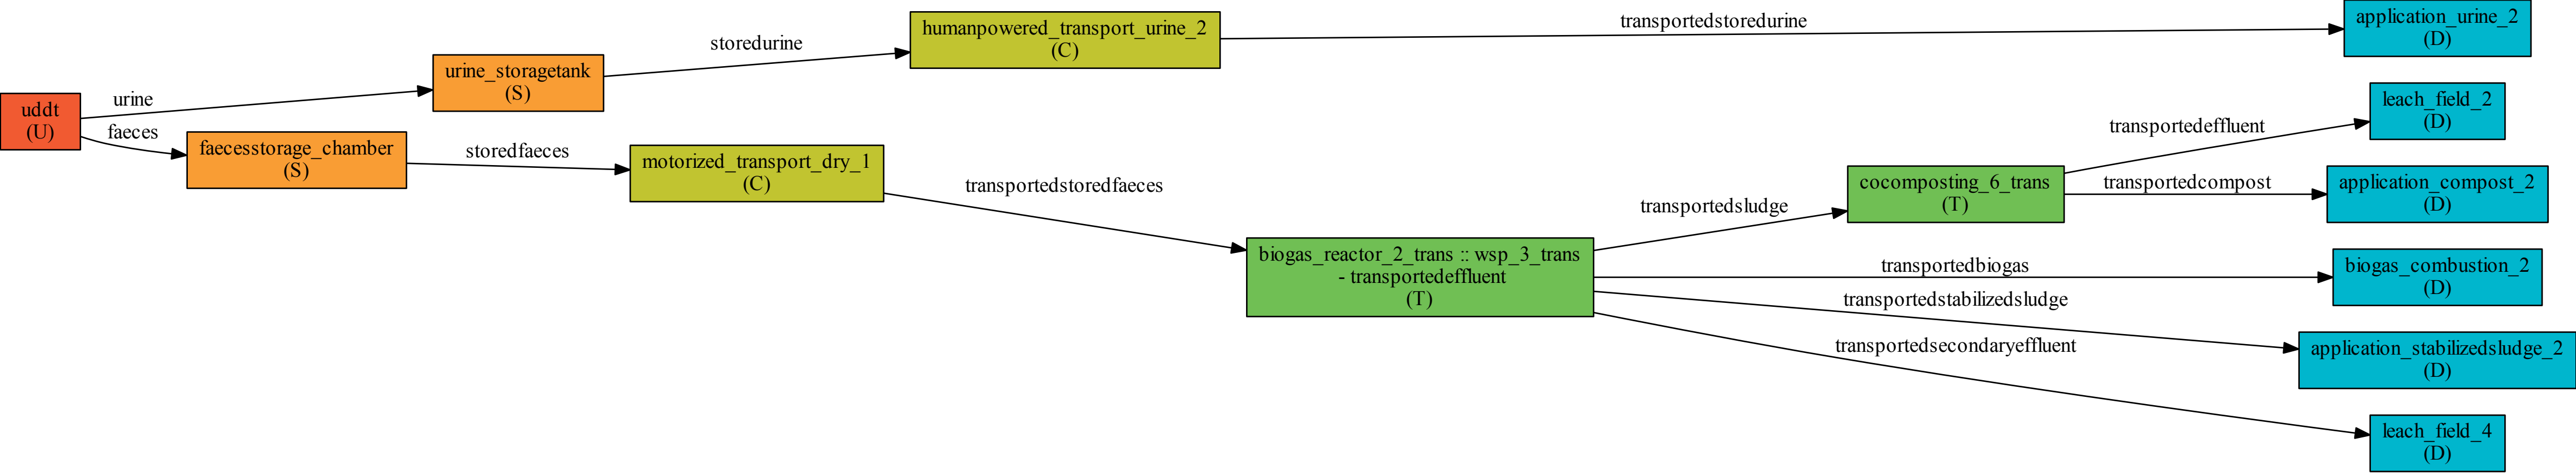 uddt
(U)
urine
faeces
urine_storagetank
(S)
faecesstorage_chamber
(S)
storedurine
storedfaeces
humanpowered_transport_urine_2
(C)
motorized_transport_dry_1
(C)
transportedstoredurine
transportedstoredfaeces
biogas_reactor_2_trans :: wsp_3_trans
- transportedeffluent
(T)
transportedsludge
transportedbiogas
transportedstabilizedsludge
transportedsecondaryeffluent
cocomposting_6_trans
(T)
transportedeffluent
transportedcompost
application_urine_2
(D)
leach_field_2
(D)
application_compost_2
(D)
biogas_combustion_2
(D)
application_stabilizedsludge_2
(D)
leach_field_4
(D)